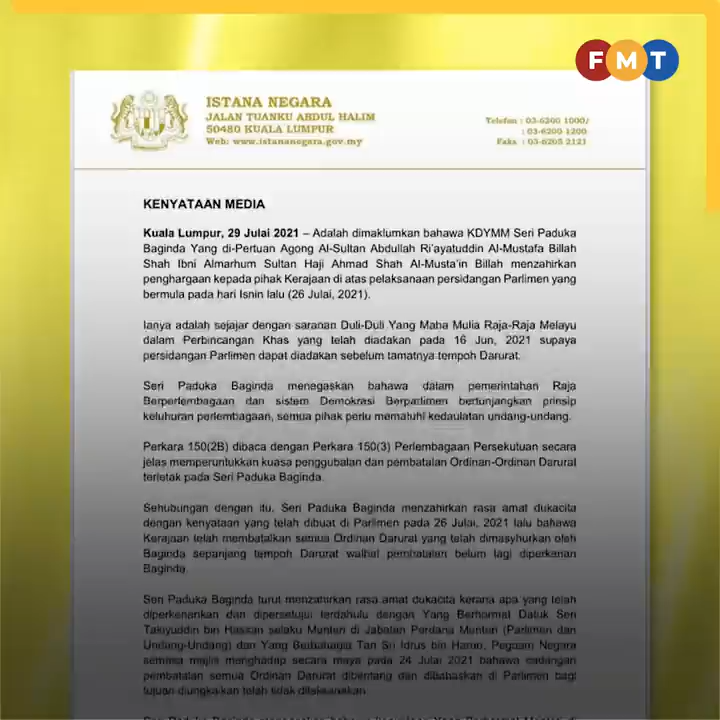 FMT
ISTANA NEGARA
JALAN TUANKU ABDUL HALIM
50480 KUALA LUMPUR
Web: www.istananegara.gov.my
Telefon : 03-6200 1000/
: 03-6200 1200
Faks : 03-6205 2121
KENYATAAN MEDIA
Kuala Lumpur, 29 Julai 2021 – Adalah dimaklumkan bahawa KDYMM Seri Paduka
Baginda Yang di-Pertuan Agong Al-Sultan Abdullah Ri'ayatuddin Al-Mustafa Billah
Shah Ibni Almarhum Sultan Haji Ahmad Shah Al-Musta'in Billah menzahirkan
penghargaan kepada pihak Kerajaan di atas pelaksanaan persidangan Parlimen yang
bermula pada hari Isnin lalu (26 Julai, 2021).
Ianya adalah sejajar dengan saranan Duli-Duli Yang Maha Mulia Raja-Raja Melayu
dalam Perbincangan Khas yang telah diadakan pada 16 Jun, 2021 supaya
persidangan Parlimen dapat diadakan sebelum tamatnya tempoh Darurat.
Seri Paduka Baginda menegaskan bahawa dalam pemerintahan Raja
Berperlembagaan dan sistem Demokrasi Berparlimen bertunjangkan prinsip
keluhuran perlembagaan, semua pihak perlu mematuhi kedaulatan undang-undang.
Perkara 150(2B) dibaca dengan Perkara 150(3) Perlembagaan Persekutuan secara
jelas memperuntukkan kuasa penggubalan dan pembatalan Ordinan-Ordinan Darurat
terletak pada Seri Paduka Baginda.
Sehubungan dengan itu, Seri Paduka Baginda menzahirkan rasa amat dukacita
dengan kenyataan yang telah dibuat di Parlimen pada 26 Julai, 2021 lalu bahawa
Kerajaan telah membatalkan semua Ordinan Darurat yang telah dimasyhurkan oleh
Baginda sepanjang tempoh Darurat walhal pembatalan belum lagi diperkenan
Baginda.
Seri Paduka Baginda turut menzahirkan rasa amat dukacita kerana apa yang telah
diperkenankan dan dipersetujui terdahulu dengan Yang Berhormat Datuk Seri
Takiyuddin bin Hassan selaku Menteri di Jabatan Perdana Menteri (Parlimen dan
Undang-Undang) dan Yang Berbahagia Tan Sri Idrus bin Harun, Peguam Negara
semasa majlis menghadap secara maya pada 24 Julai 2021 bahawa cadangan
pembatalan semua Ordinan Darurat dibentang dan dibahaskan di Parlimen bagi
tujuan diungkaikan telah tidak dilaksanakan.